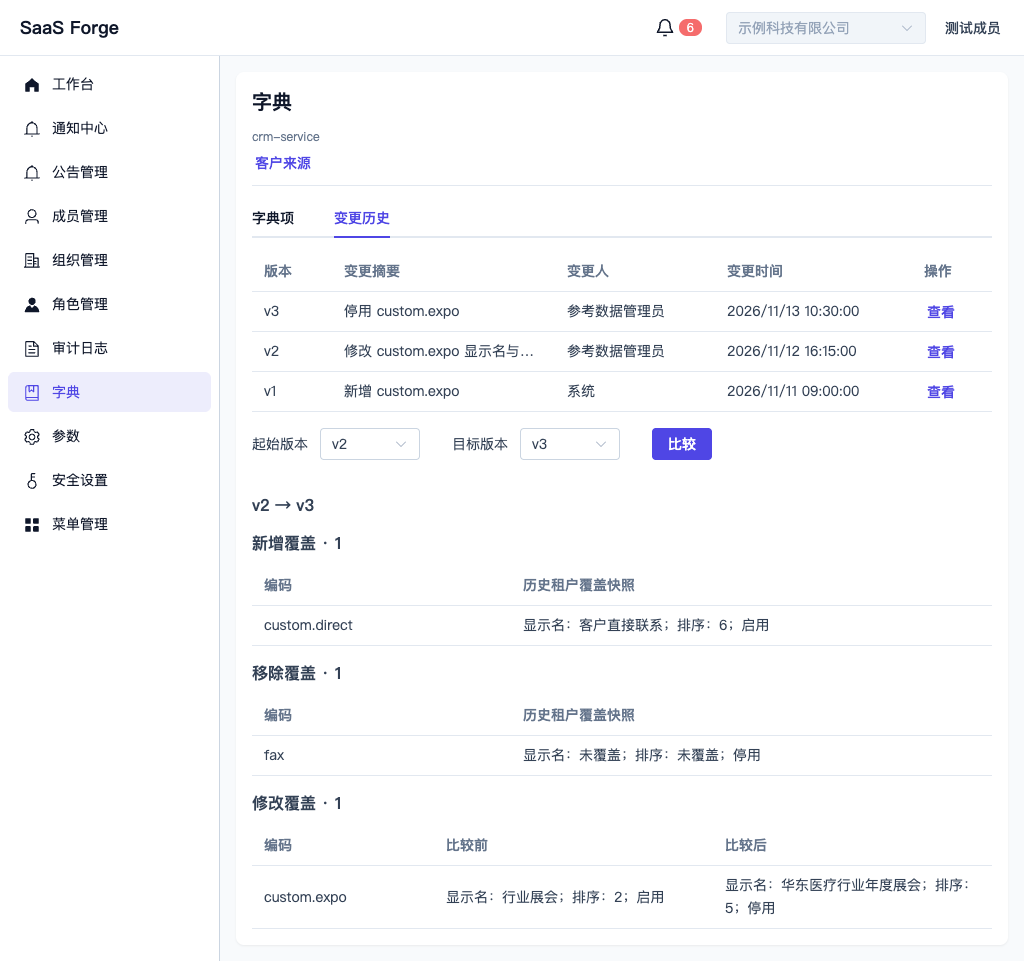 SaaS Forge
6
示例科技有限公司
测试成员
工作台
通知中心
公告管理
成员管理
组织管理
角色管理
审计日志
字典
参数
安全设置
菜单管理
字典
crm-service
客户来源
字典项 变更历史
版本 变更摘要 变更人 变更时间 操作
v3 停用 custom.expo 参考数据管理员 2026/11/13 10:30:00 查看
v2 修改 custom.expo 显示名与... 参考数据管理员 2026/11/12 16:15:00 查看
v1 新增 custom.expo 系统 2026/11/11 09:00:00 查看
起始版本 v2 目标版本 v3 比较
v2 → v3
新增覆盖 · 1
编码 历史租户覆盖快照
custom.direct 显示名：客户直接联系；排序：6；启用
移除覆盖 · 1
编码 历史租户覆盖快照
fax 显示名：未覆盖；排序：未覆盖；停用
修改覆盖 · 1
编码 比较前 比较后
custom.expo 显示名：行业展会；排序：2；启用 显示名：华东医疗行业年度展会；排序：
5；停用